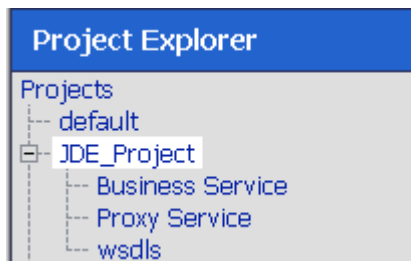 Project Explorer
Projects
default
JDE_Project
Business Service
Proxy Service
wsdls